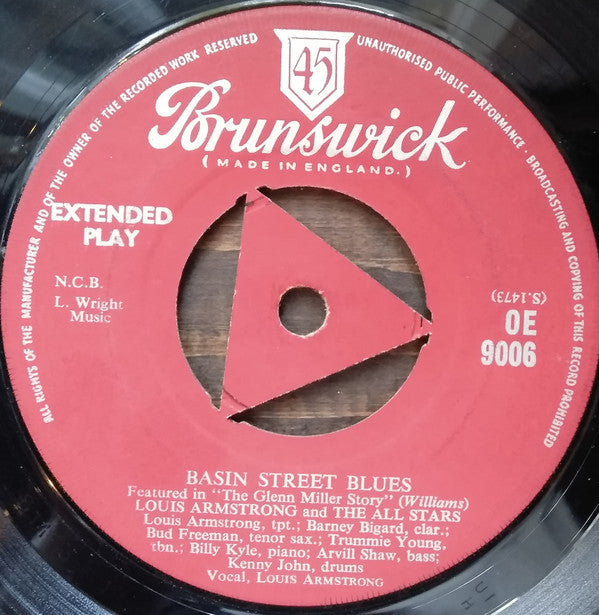 ALL RIGHTS OF THE MANUFACTURER AND OF THE OWNER OF THE RECORDED WORK RESERVED
UNAUTHORISED PUBLIC PERFORMANCE · BROADCASTING AND COPYING OF THIS RECORD PROHIBITED
45
Brunswick
(MADE IN ENGLAND.)
EXTENDED
PLAY
N.C.B.
L. Wright
Music
(S.1473)
OE
9006
BASIN STREET BLUES
Featured in "The Glenn Miller Story" (Williams)
LOUIS ARMSTRONG and THE ALL STARS
Louis Armstrong, tpt.; Barney Bigard, clar.;
Bud Freeman, tenor sax.; Trummie Young,
tbn.; Billy Kyle, piano; Arvill Shaw, bass;
Kenny John, drums
Vocal, LOUIS ARMSTRONG